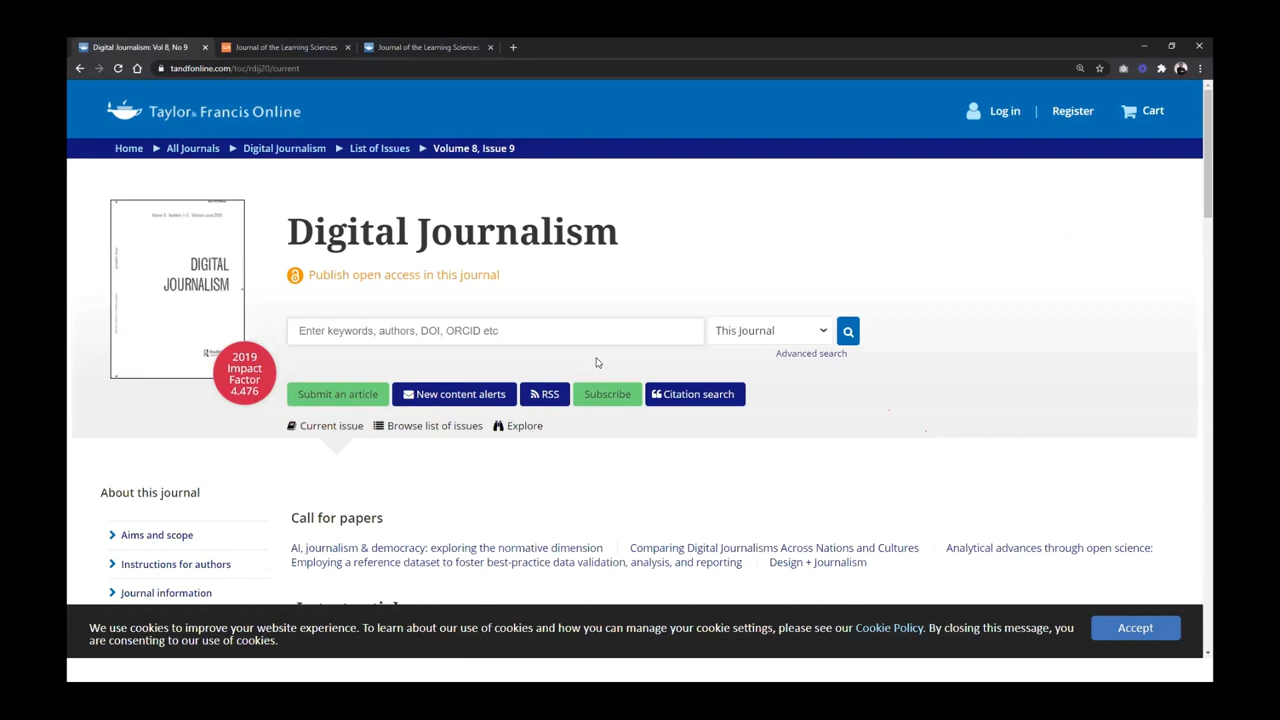 Digital Journalism: Vol 8, No 9
Journal of the Learning Sciences
Journal of the Learning Sciences:
tandfonline.com/toc/rdij20/current
Taylor & Francis Online
Log in | Register
Cart
Home ▶ All Journals ▶ Digital Journalism ▶ List of Issues ▶ Volume 8, Issue 9
DIGITAL
JOURNALISM
2019
Impact
Factor
4.476
Digital Journalism
Publish open access in this journal
Enter keywords, authors, DOI, ORCID etc
This Journal
Advanced search
Submit an article
New content alerts
RSS
Subscribe
Citation search
Current issue
Browse list of issues
Explore
About this journal
Aims and scope
Instructions for authors
Journal information
Call for papers
AI, journalism & democracy: exploring the normative dimension | Comparing Digital Journalisms Across Nations and Cultures | Analytical advances through open science:
Employing a reference dataset to foster best-practice data validation, analysis, and reporting | Design + Journalism
We use cookies to improve your website experience. To learn about our use of cookies and how you can manage your cookie settings, please see our Cookie Policy. By closing this message, you
are consenting to our use of cookies.
Accept